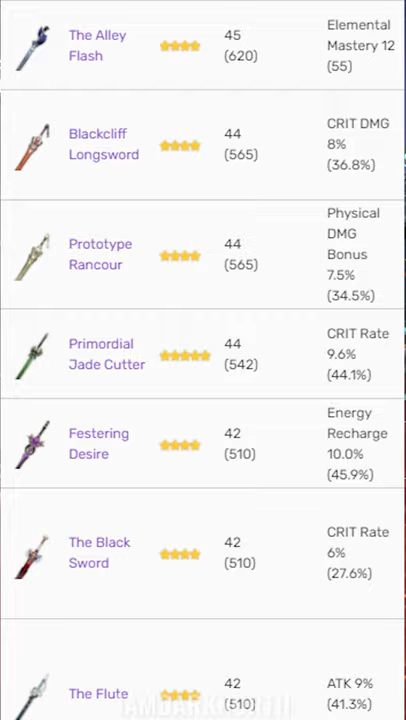 The Alley
Flash
45
(620)
Elemental
Mastery 12
(55)
Blackcliff
Longsword
44
(565)
CRIT DMG
8%
(36.8%)
Prototype
Rancour
44
(565)
Physical
DMG
Bonus
7.5%
(34.5%)
Primordial
Jade Cutter
44
(542)
CRIT Rate
9.6%
(44.1%)
Festering
Desire
42
(510)
Energy
Recharge
10.0%
(45.9%)
The Black
Sword
42
(510)
CRIT Rate
6%
(27.6%)
The Flute
42
(510)
ATK 9%
(41.3%)